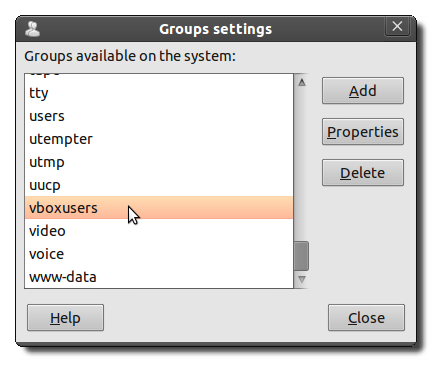 Groups settings
Groups available on the system:
tty
users
utempter
utmp
uucp
vboxusers
video
voice
www-data
Add
Properties
Delete
Help
Close